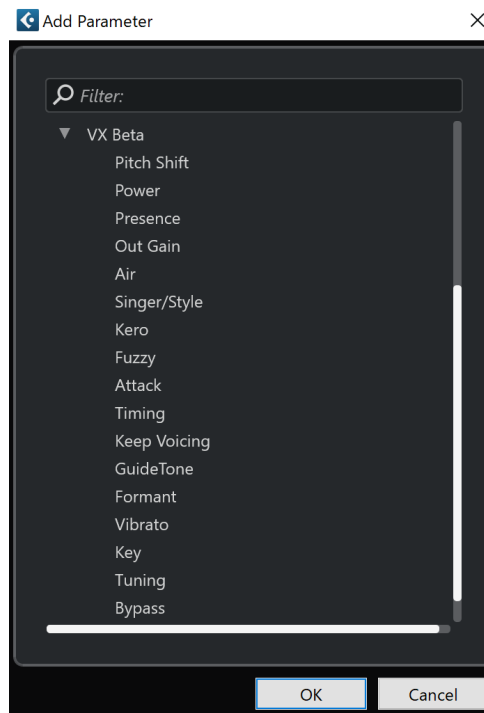 Add Parameter
Filter:
VX Beta
Pitch Shift
Power
Presence
Out Gain
Air
Singer/Style
Kero
Fuzzy
Attack
Timing
Keep Voicing
GuideTone
Formant
Vibrato
Key
Tuning
Bypass
OK Cancel